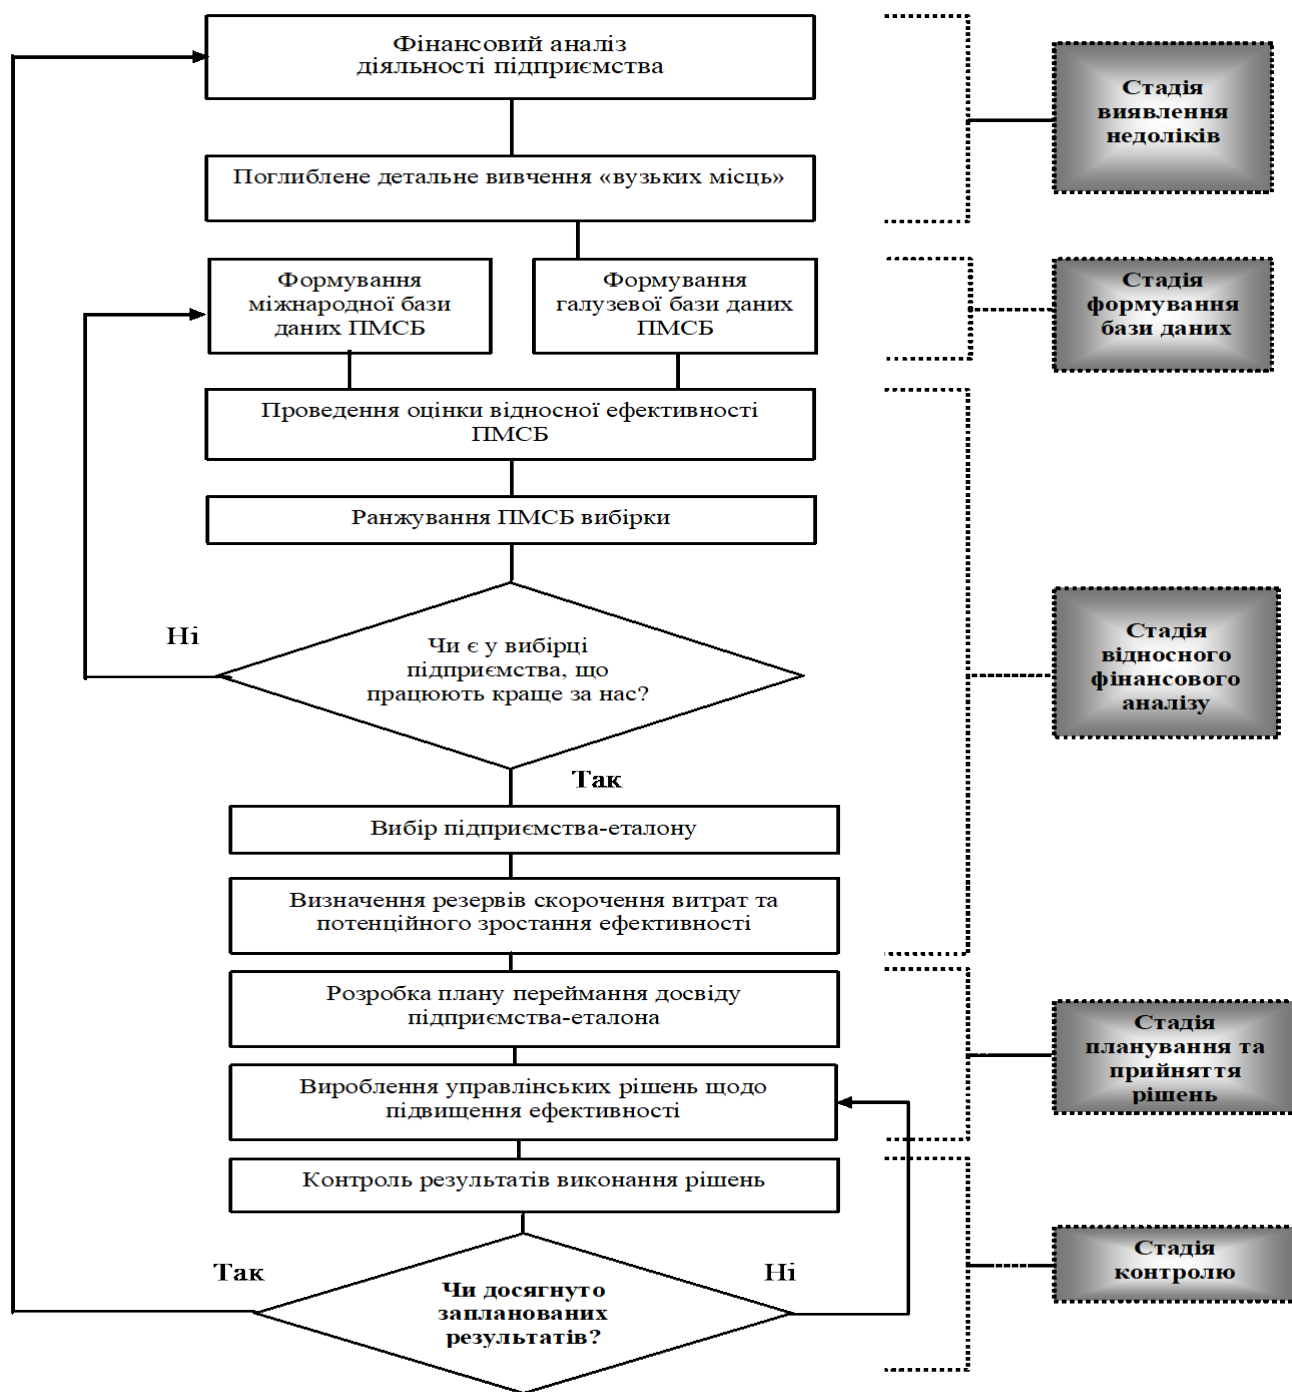 Фінансовий аналіз
діяльності підприємства
Стадія
виявлення
недоліків
Поглиблене детальне вивчення «вузьких місць»
Формування
міжнародної бази
даних ПМСБ
Формування
галузевої бази даних
ПМСБ
Стадія
формування
бази даних
Проведення оцінки відносної ефективності
ПМСБ
Ранжування ПМСБ вибірки
Ні
Чи є у вибірці
підприємства, що
працюють краще за нас?
Стадія
відносного
фінансового
аналізу
Так
Вибір підприємства-еталону
Визначення резервів скорочення витрат та
потенційного зростання ефективності
Розробка плану переймання досвіду
підприємства-еталона
Стадія
планування та
прийняття
рішень
Вироблення управлінських рішень щодо
підвищення ефективності
Контроль результатів виконання рішень
Так
Ні
Чи досягнуто
запланованих
результатів?
Стадія
контролю